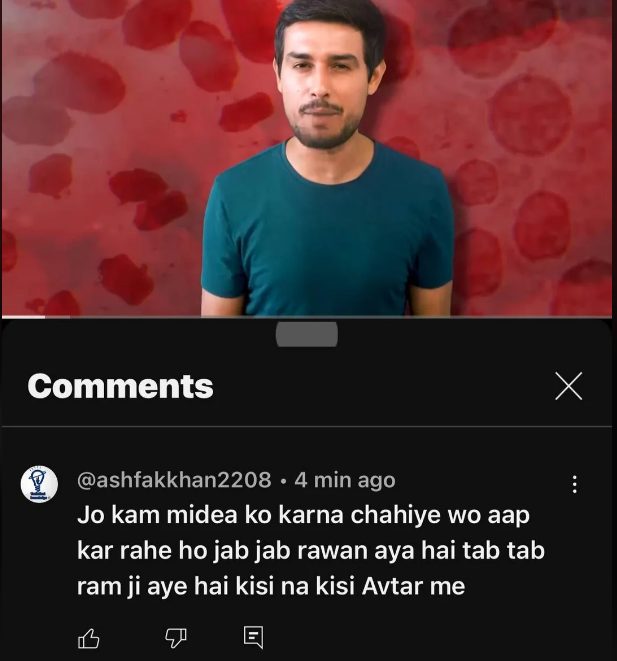 Comments
@ashfakkhan2208 • 4 min ago
Jo kam midea ko karna chahiye wo aap
kar rahe ho jab jab rawan aya hai tab tab
ram ji aye hai kisi na kisi Avtar me